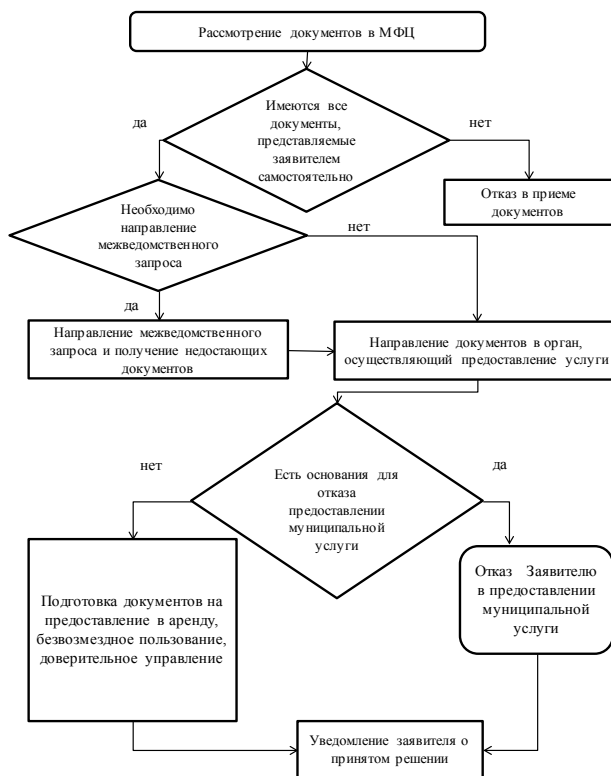 Рассмотрение документов в МФЦ
Имеются все
документы,
представляемые
заявителем
самостоятельно
да
нет
Отказ в приеме
документов
Необходимо
направление
межведомственного
запроса
нет
да
Направление межведомственного
запроса и получение недостающих
документов
Направление документов в орган,
осуществляющий предоставление услуги
нет
да
Есть основания для
отказа
предоставлении
муниципальной
услуги
Подготовка документов на
предоставление в аренду,
безвозмездное пользование,
доверительное управление
Отказ Заявителю
в предоставлении
муниципальной
услуги
Уведомление заявителя о
принятом решении